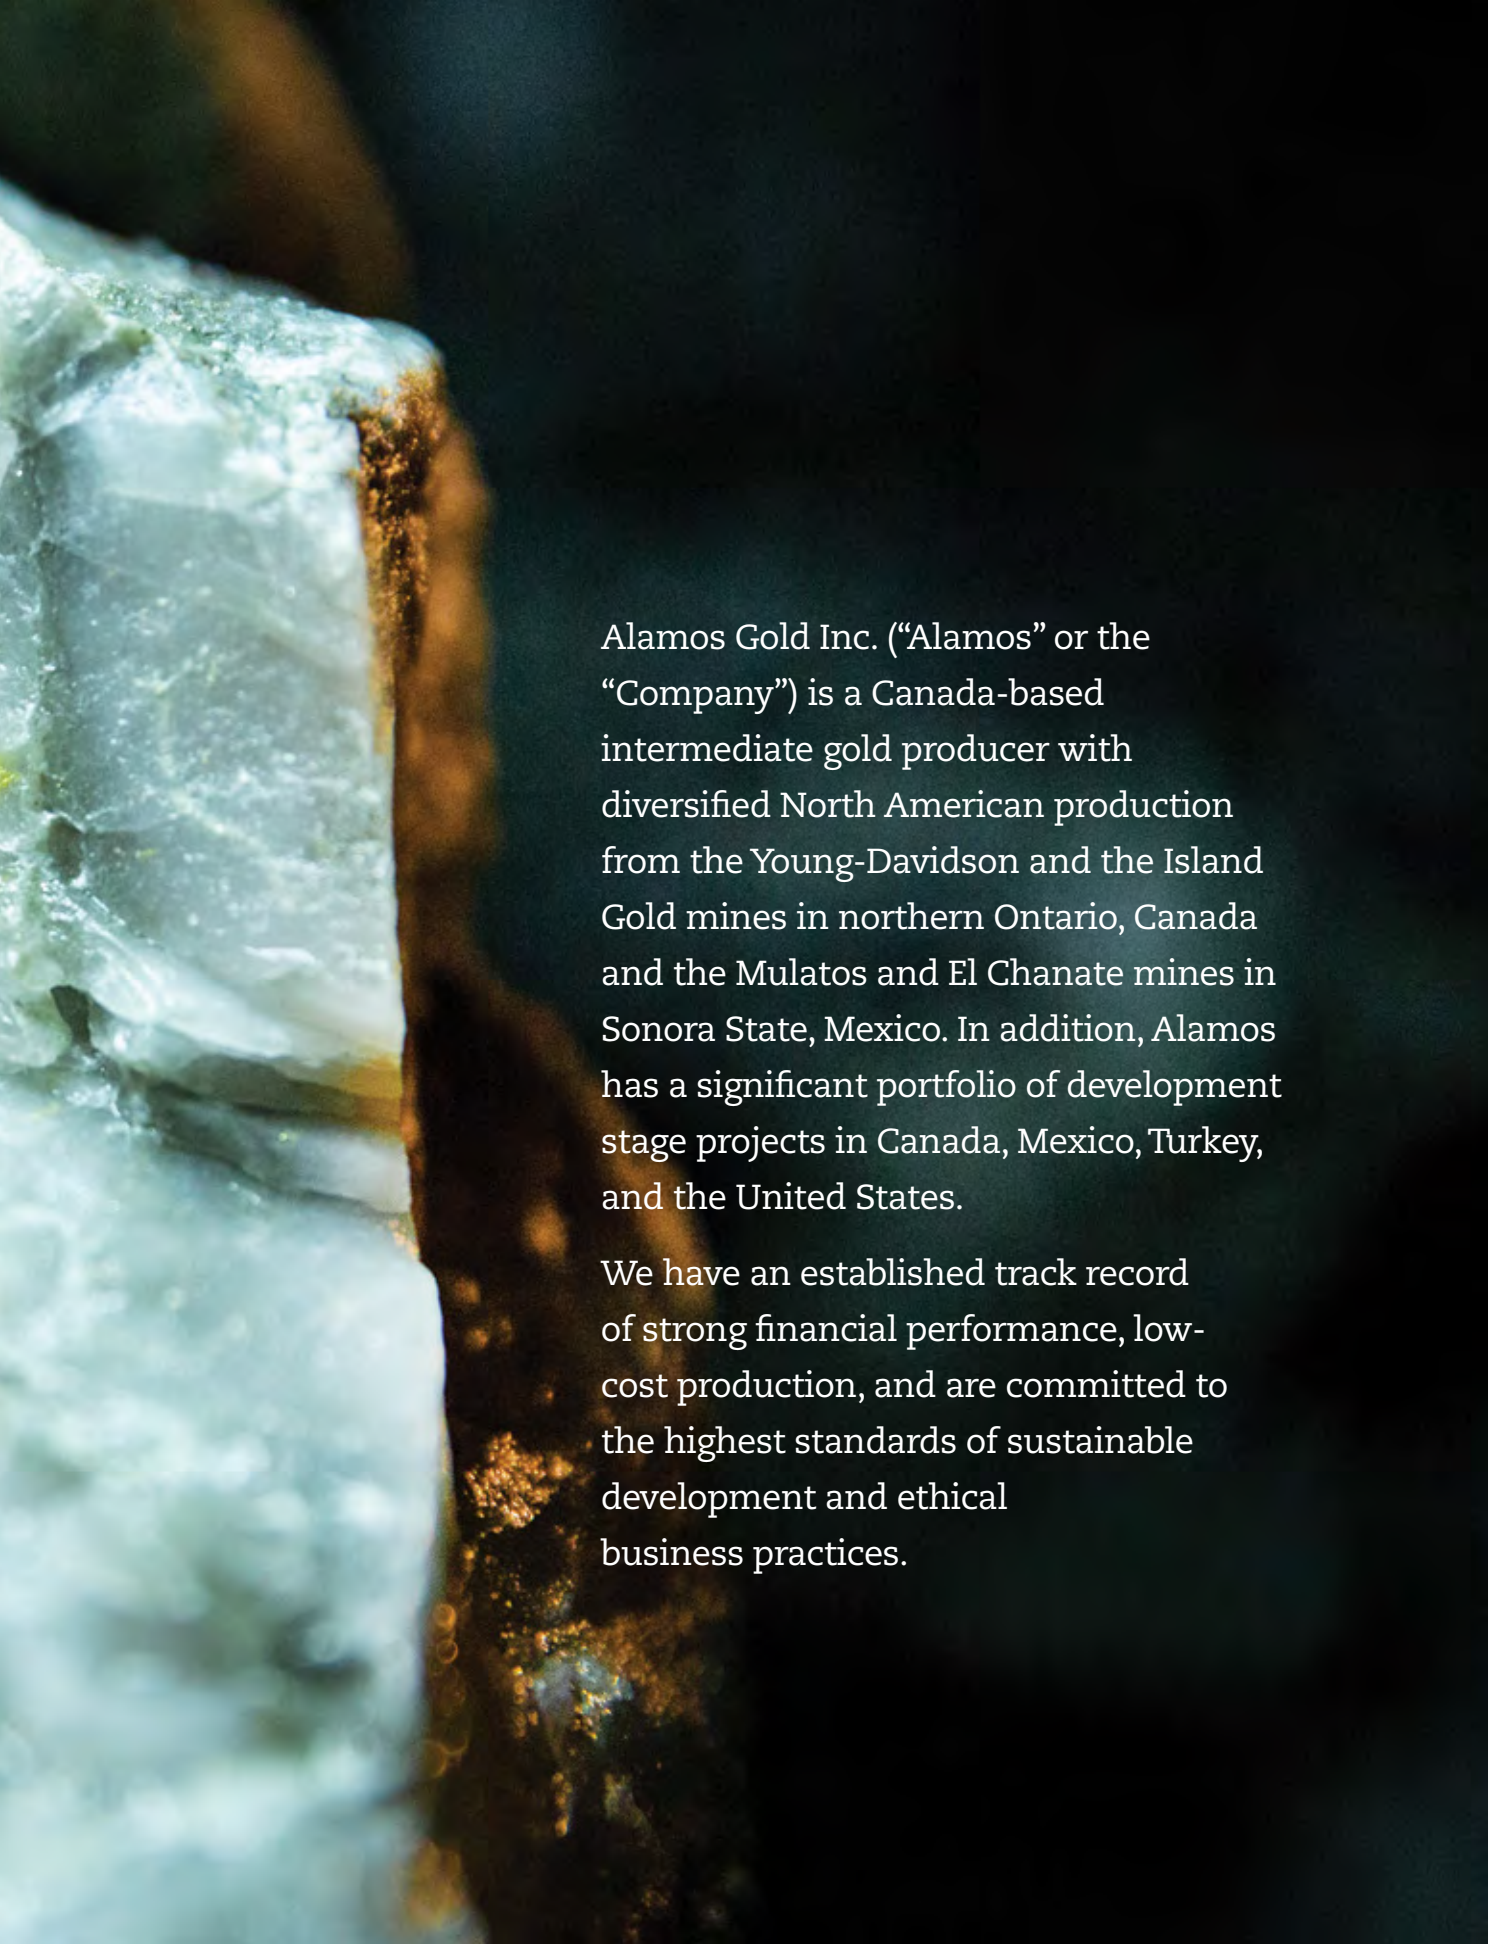 Alamos Gold Inc. (“Alamos” or the
“Company”) is a Canada-based
intermediate gold producer with
diversified North American production
from the Young-Davidson and the Island
Gold mines in northern Ontario, Canada
and the Mulatos and El Chanate mines in
Sonora State, Mexico. In addition, Alamos
has a significant portfolio of development
stage projects in Canada, Mexico, Turkey,
and the United States.
We have an established track record
of strong financial performance, low-
cost production, and are committed to
the highest standards of sustainable
development and ethical
business practices.